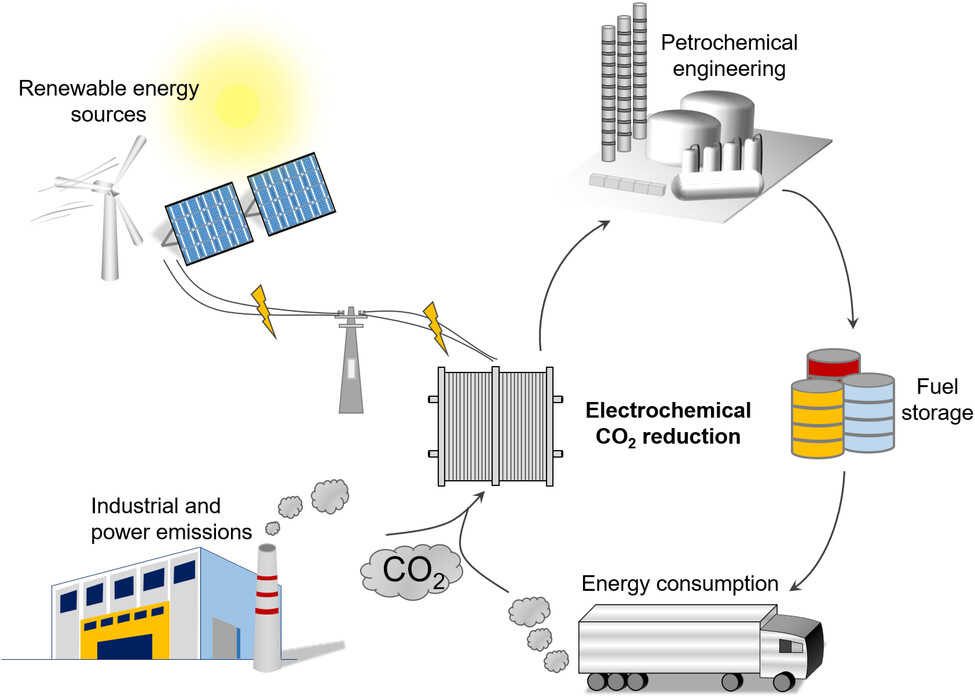 Renewable energy
sources
Petrochemical
engineering
Electrochemical
CO₂ reduction
Fuel
storage
Industrial and
power emissions
CO₂
Energy consumption